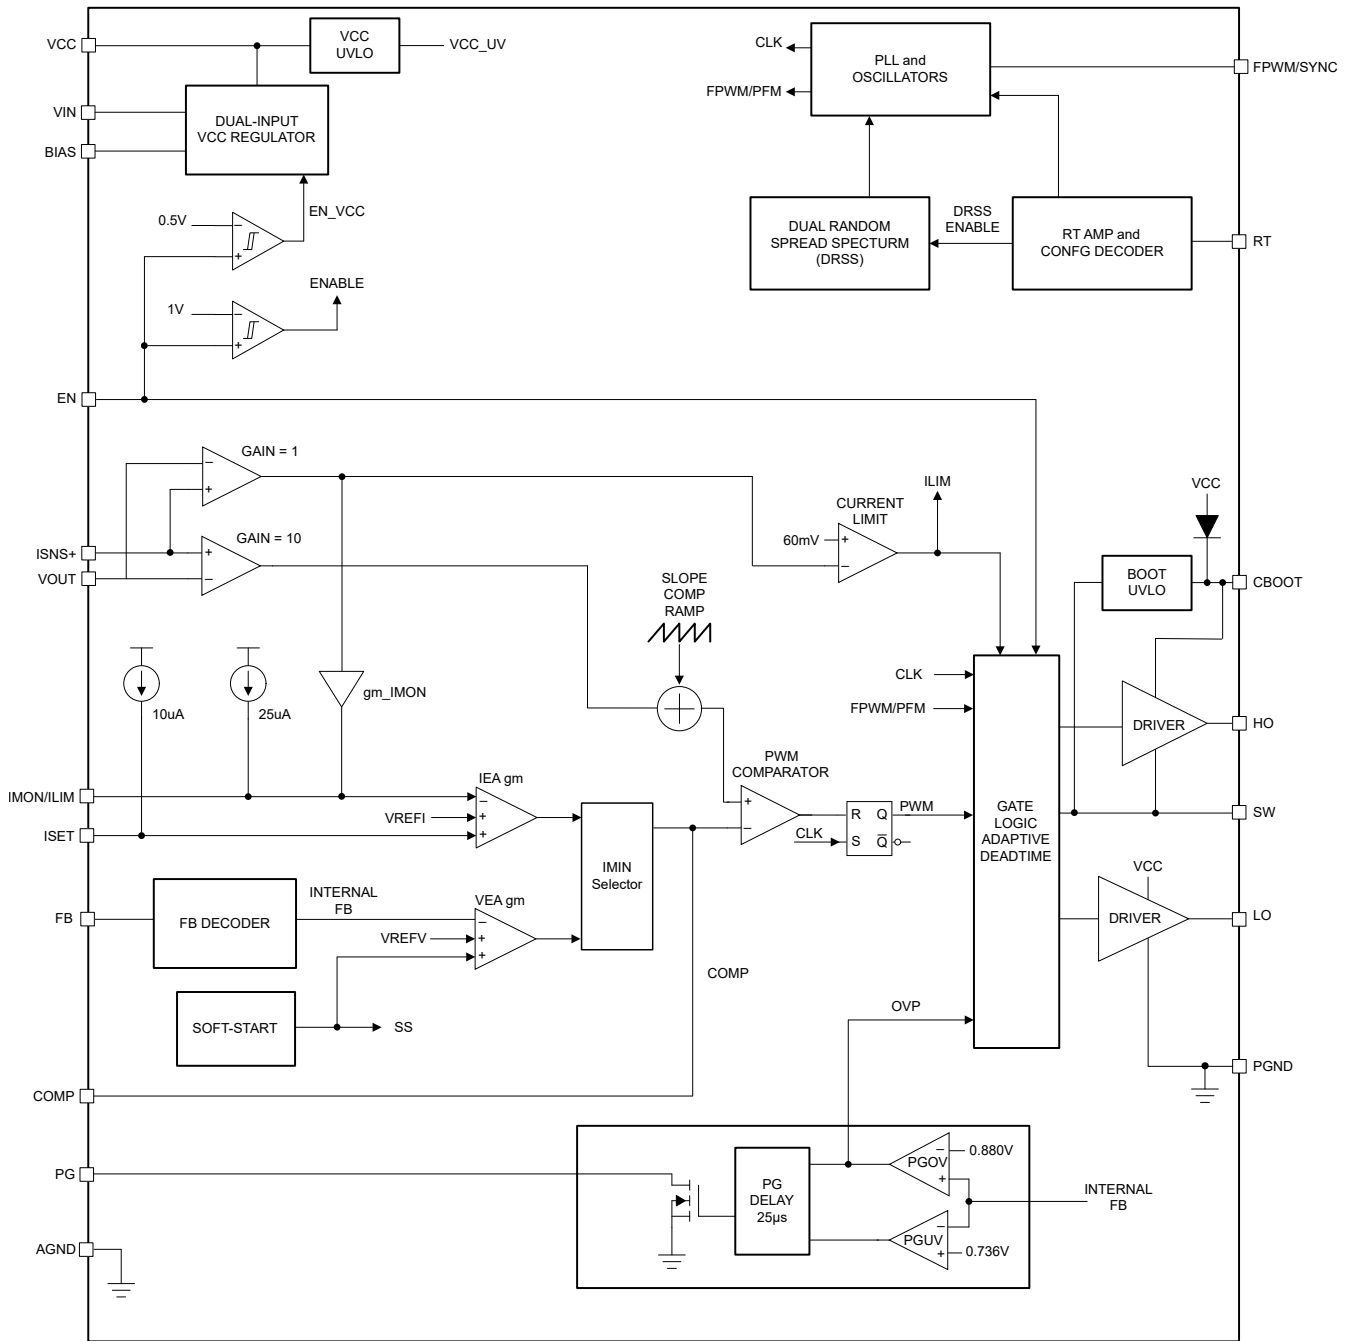 VCC
VCC
UVLO
VCC_UV
VIN
BIAS
DUAL-INPUT
VCC REGULATOR
EN_VCC
0.5V
−
+
ENABLE
1V
−
+
EN
CLK
FPWM/PFM
PLL and
OSCILLATORS
FPWM/SYNC
DUAL RANDOM
SPREAD SPECTURM
(DRSS)
DRSS
ENABLE
RT AMP and
CONFG DECODER
RT
GAIN = 1
−
+
GAIN = 10
+
−
ISNS+
VOUT
CURRENT
LIMIT
60mV
+
−
ILIM
VCC
BOOT
UVLO
CBOOT
SLOPE
COMP
RAMP
10uA
25uA
gm_IMON
CLK
FPWM/PFM
DRIVER
HO
IMON/ILIM
ISET
IEA gm
−
VREFI
+
+
IMIN
Selector
PWM
COMPARATOR
+
−
CLK
R Q
S Q
PWM
GATE
LOGIC
ADAPTIVE
DEADTIME
SW
VCC
DRIVER
LO
FB
FB DECODER
INTERNAL
FB
VEA gm
−
VREFV
+
+
SOFT-START
SS
COMP
OVP
PGND
COMP
PG
PG
DELAY
25µs
PGOV
−
+
0.880V
PGUV
−
+
0.736V
INTERNAL
FB
AGND